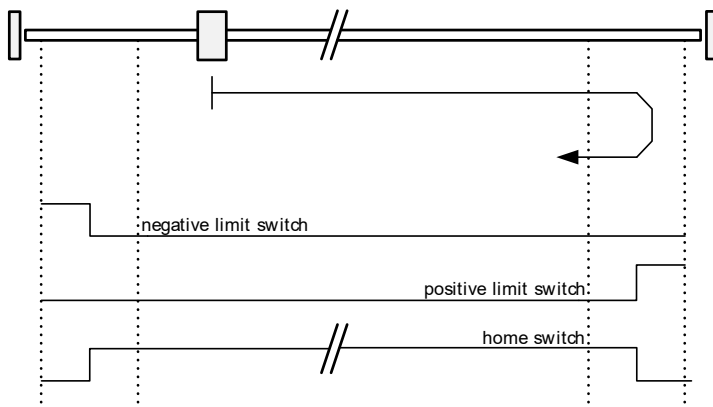 negative limit switch
positive limit switch
home switch